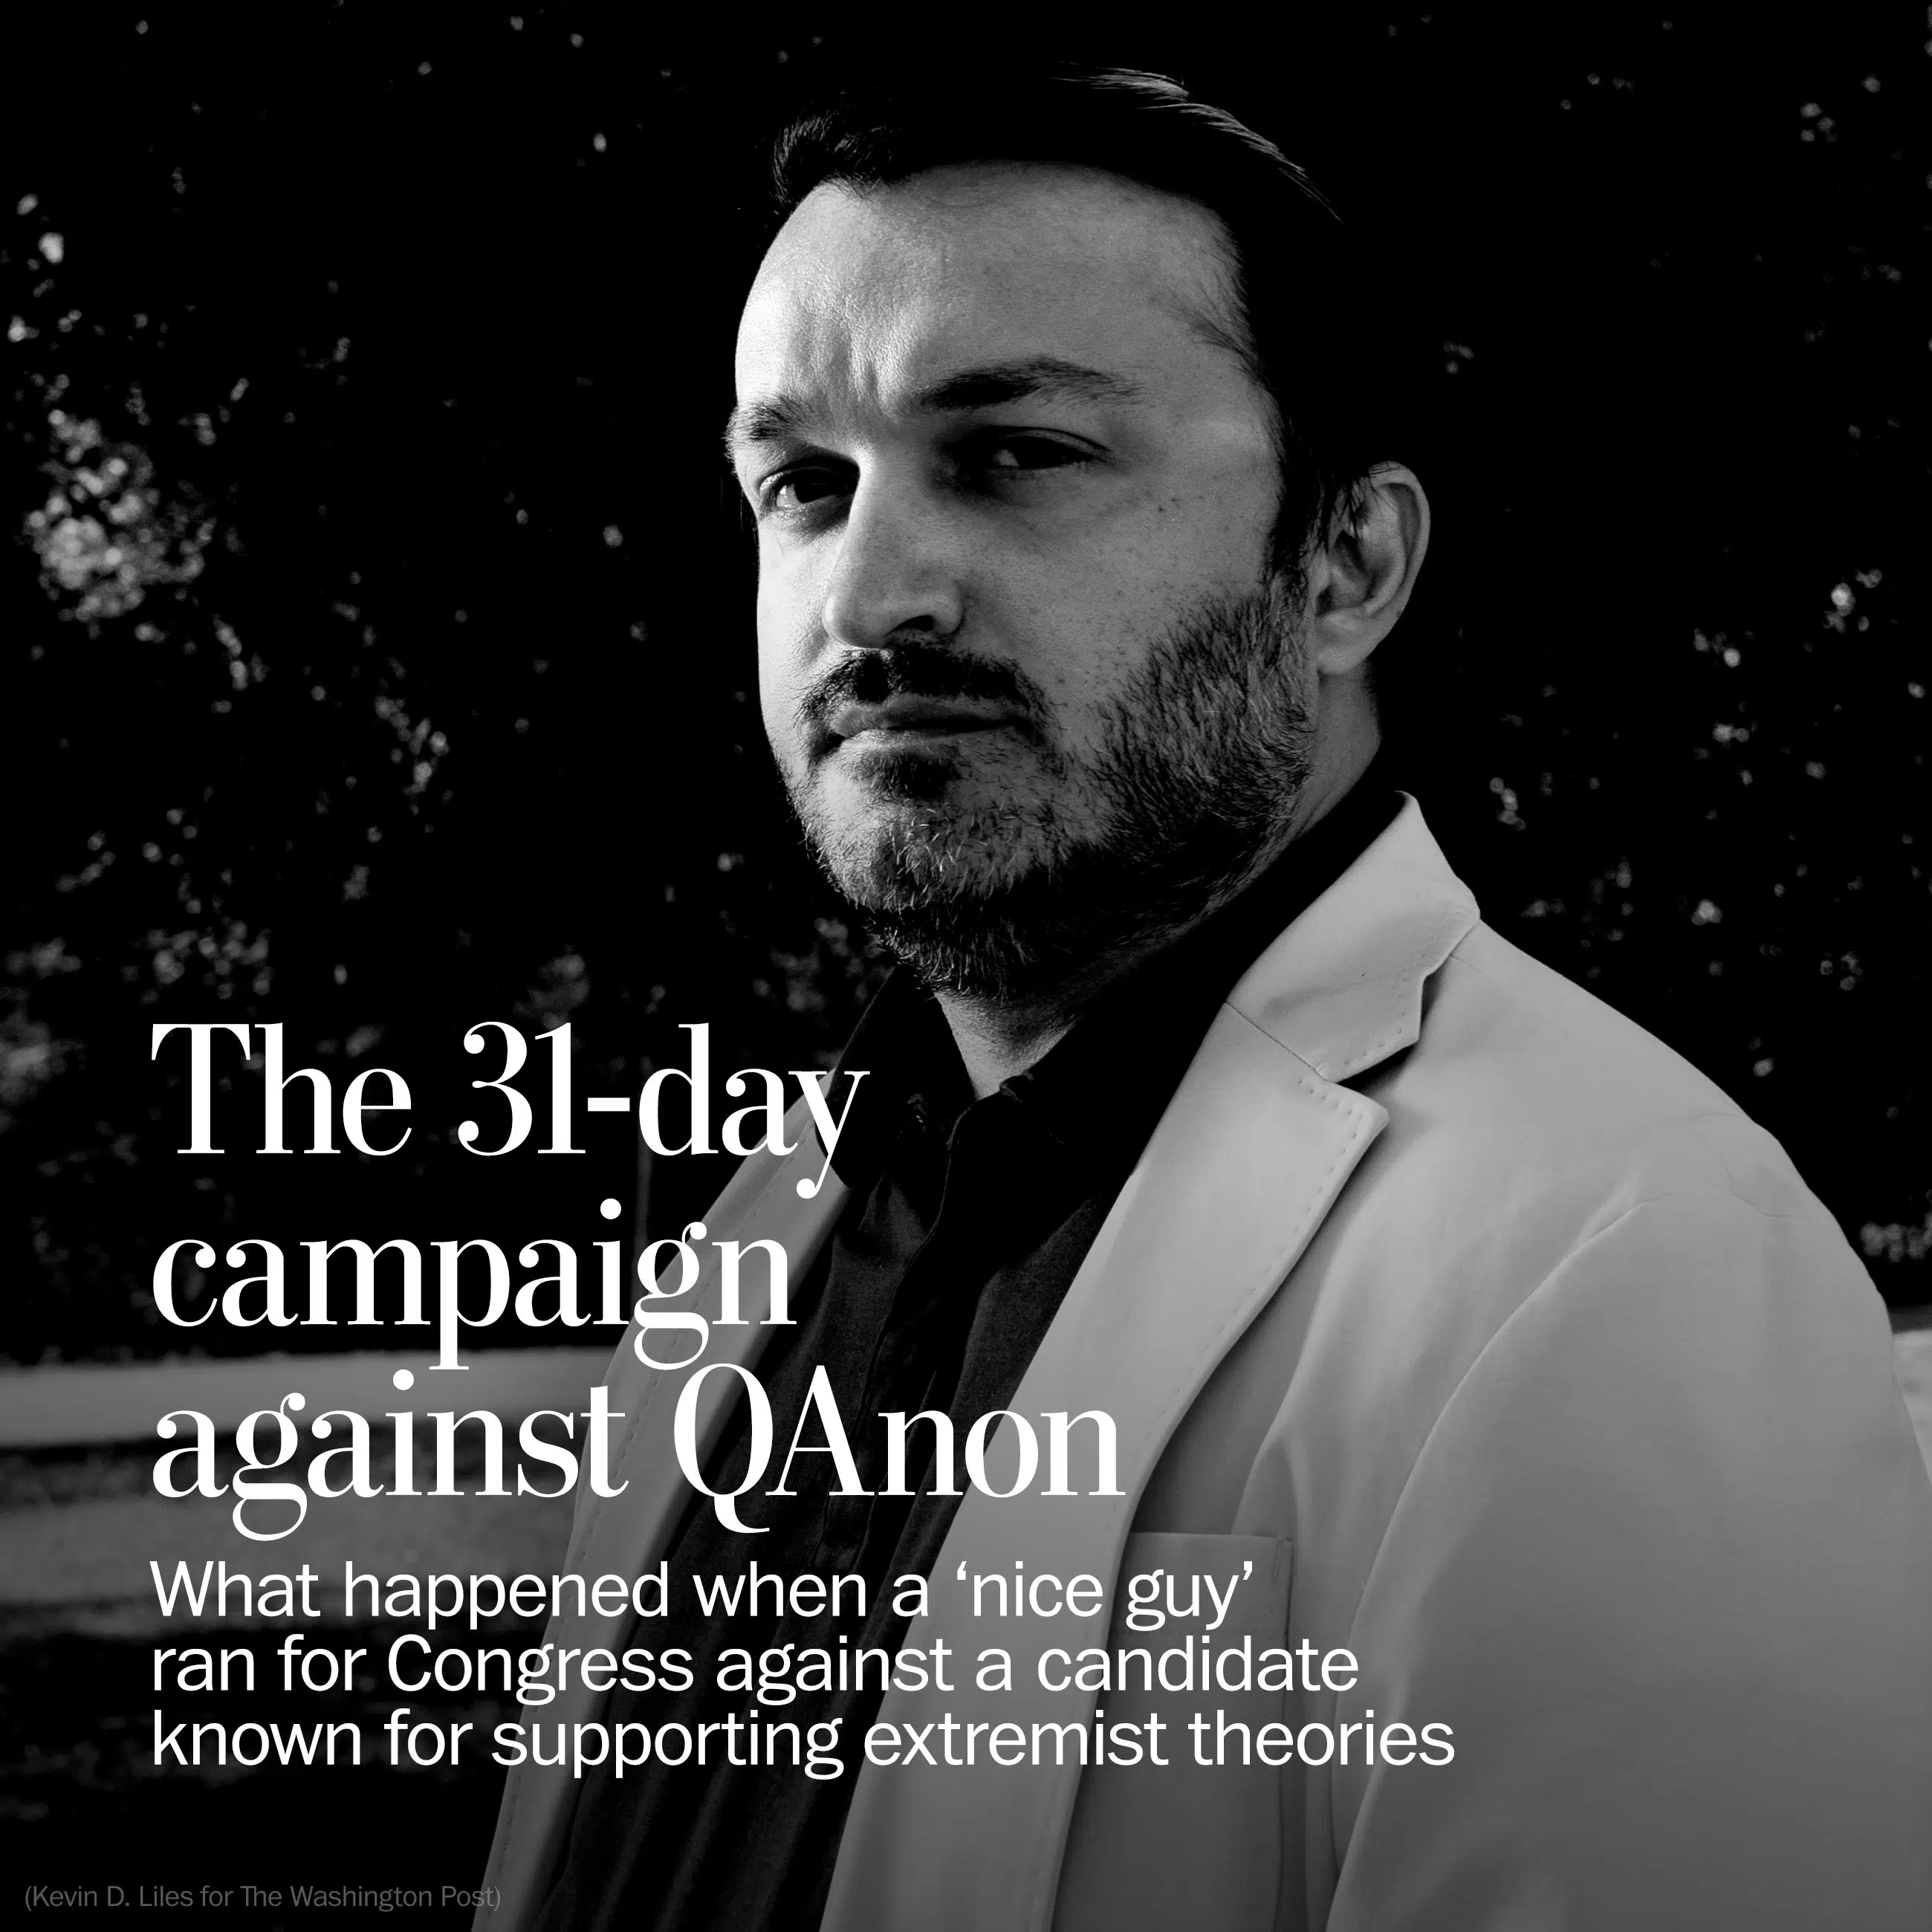 The 31-day
campaign
against QAnon
What happened when a ‘nice guy’
ran for Congress against a candidate
known for supporting extremist theories
(Kevin D. Liles for The Washington Post)